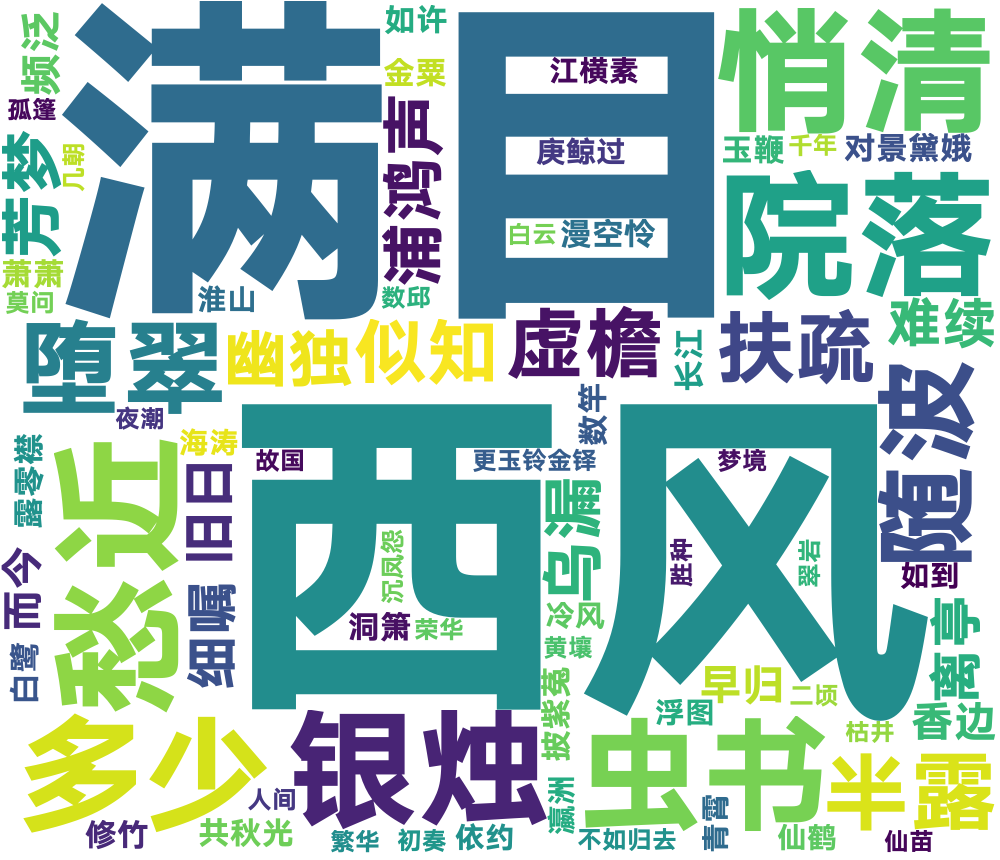 满目
西风
悄清
院落
频泛
孤篷
芳梦
几朝
萧萧
莫问
如许
金粟
浦鸿声
淮山
数邱
江横素
庚鲸过
白云
漫空怜
玉鞭
千年
对景黛娥
难续
堕翠
幽独
似知
虚檐
长江
扶疏
随波
夜潮
海涛
露零襟
愁近
旧日
而今
细嘱
白鹭
故国
更玉铃金铎
数竿
梦境
乌漏
沉凤怨
洞箫
荣华
胜种
翠岩
冷风
黄壤
如到
离亭
香边
披紫菟
浮图
早归
二顷
枯井
多少
银烛
虫书
半露
人间
修竹
共秋光
繁华
初奏
依约
瀛洲
不如归去
青霄
仙鹤
仙苗